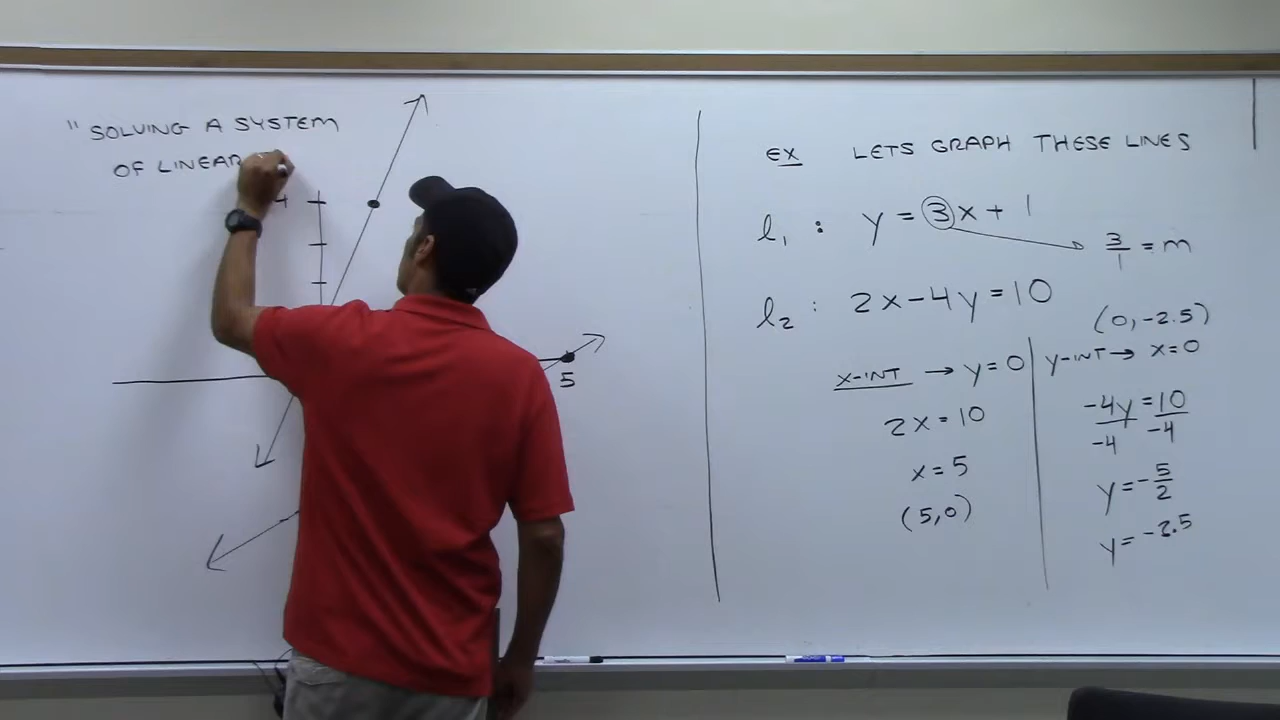 " SOLVING A SYSTEM
OF LINEAR
4
5
EX LETS GRAPH THESE LINES
l₁ : y = 3x + 1
3/1 = m
l₂ : 2x - 4y = 10
(0, -2.5)
X-INT → y = 0
2x = 10
x = 5
(5,0)
y-INT → x = 0
-4y/-4 = 10/-4
y = -5/2
y = -2.5